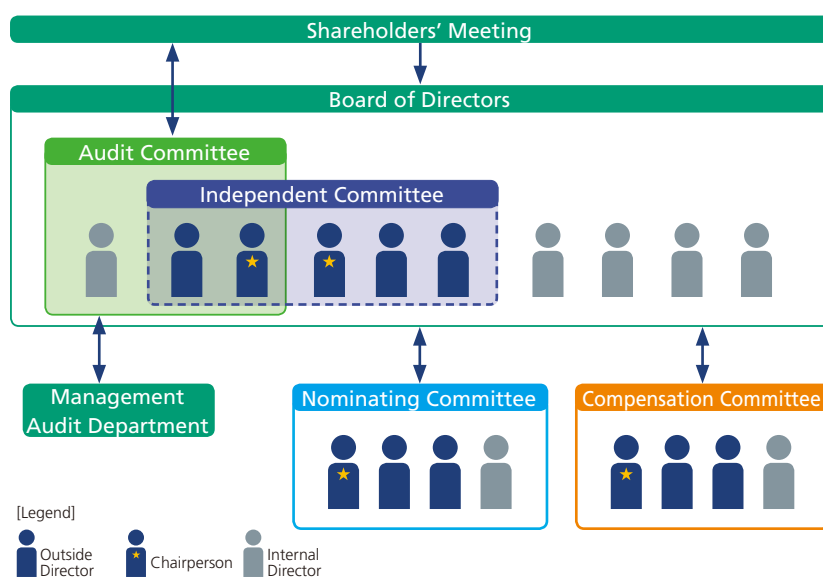 Shareholders’ Meeting
Board of Directors
Audit Committee
Independent Committee
Management
Audit Department
Nominating Committee
Compensation Committee
[Legend]
Outside
Director
Chairperson
Internal
Director